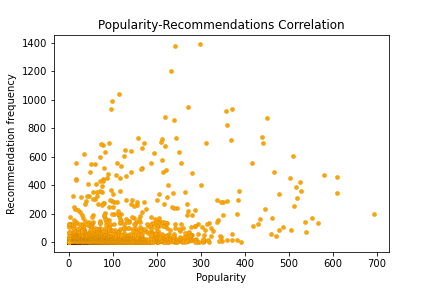 Popularity-Recommendations Correlation
1400
1200
1000
800
600
400
200
0
Recommendation frequency
0 100 200 300 400 500 600 700
Popularity